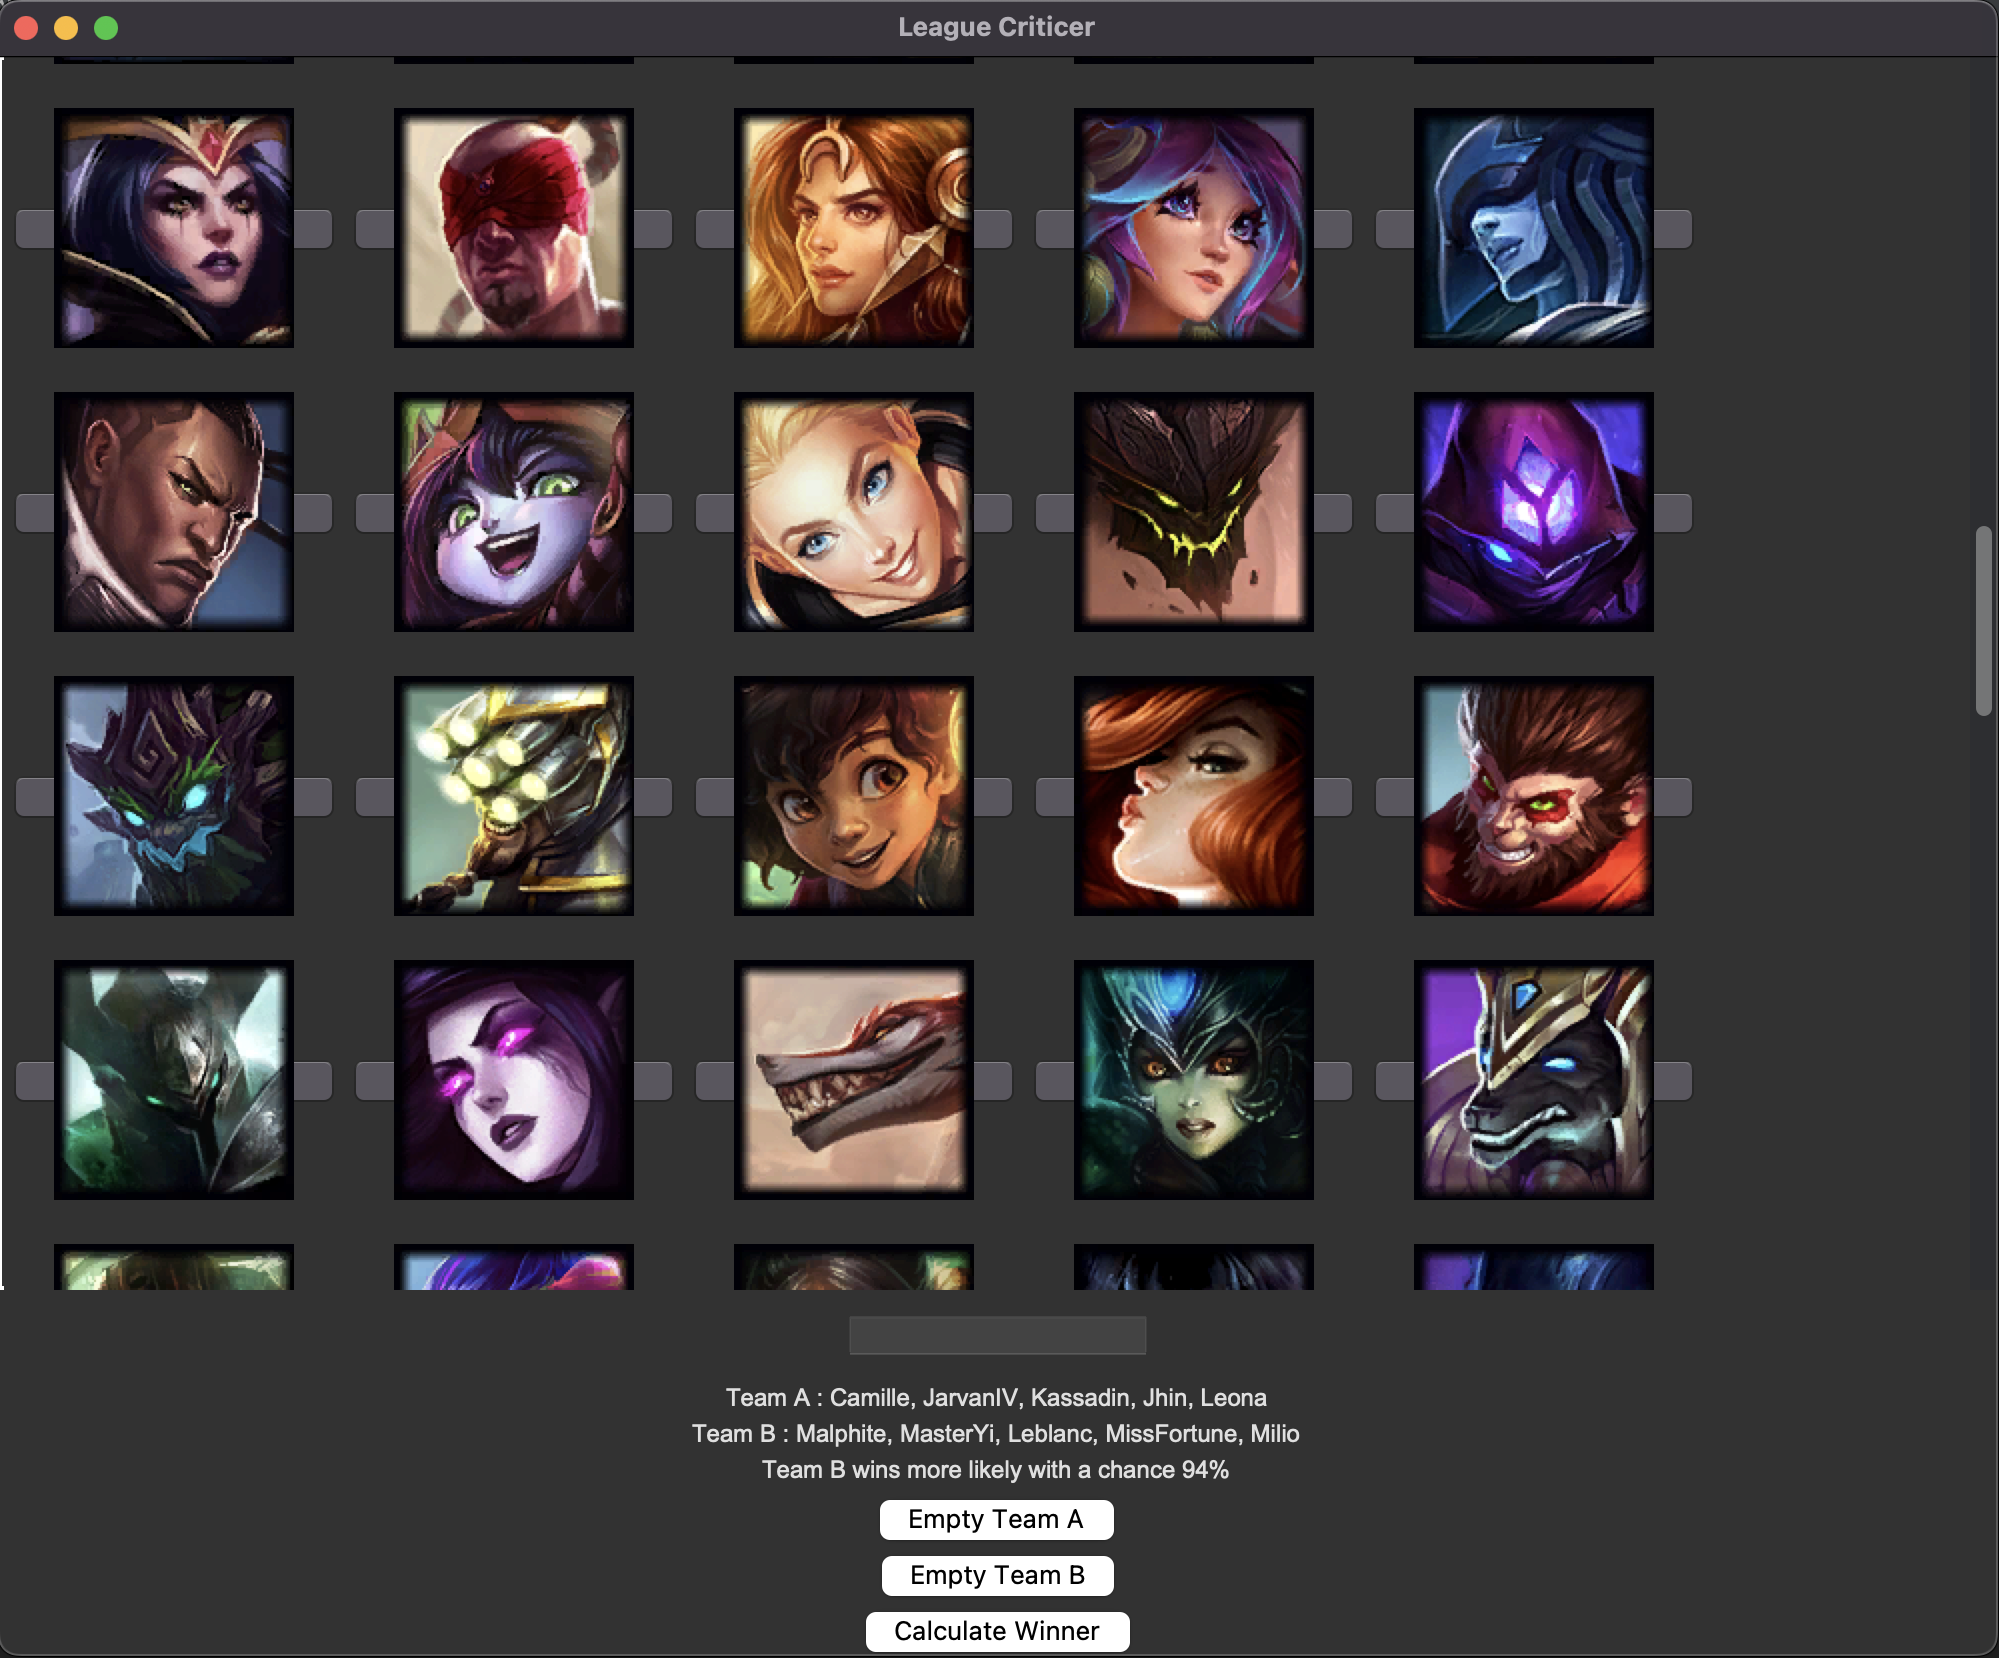 League Criticer
Team A : Camille, JarvanIV, Kassadin, Jhin, Leona
Team B : Malphite, MasterYi, Leblanc, MissFortune, Milio
Team B wins more likely with a chance 94%
Empty Team A
Empty Team B
Calculate Winner